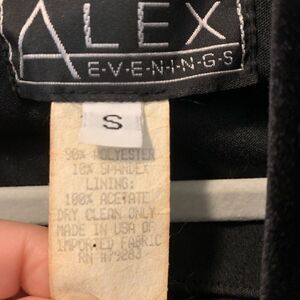 ALEX
E·V·E·N·I·N·G·S
S
90% POLYESTER
10% SPANDEX
LINING:
100% ACETATE
DRY CLEAN ONLY
MADE IN USA OF
IMPORTED FABRIC
RN #79283